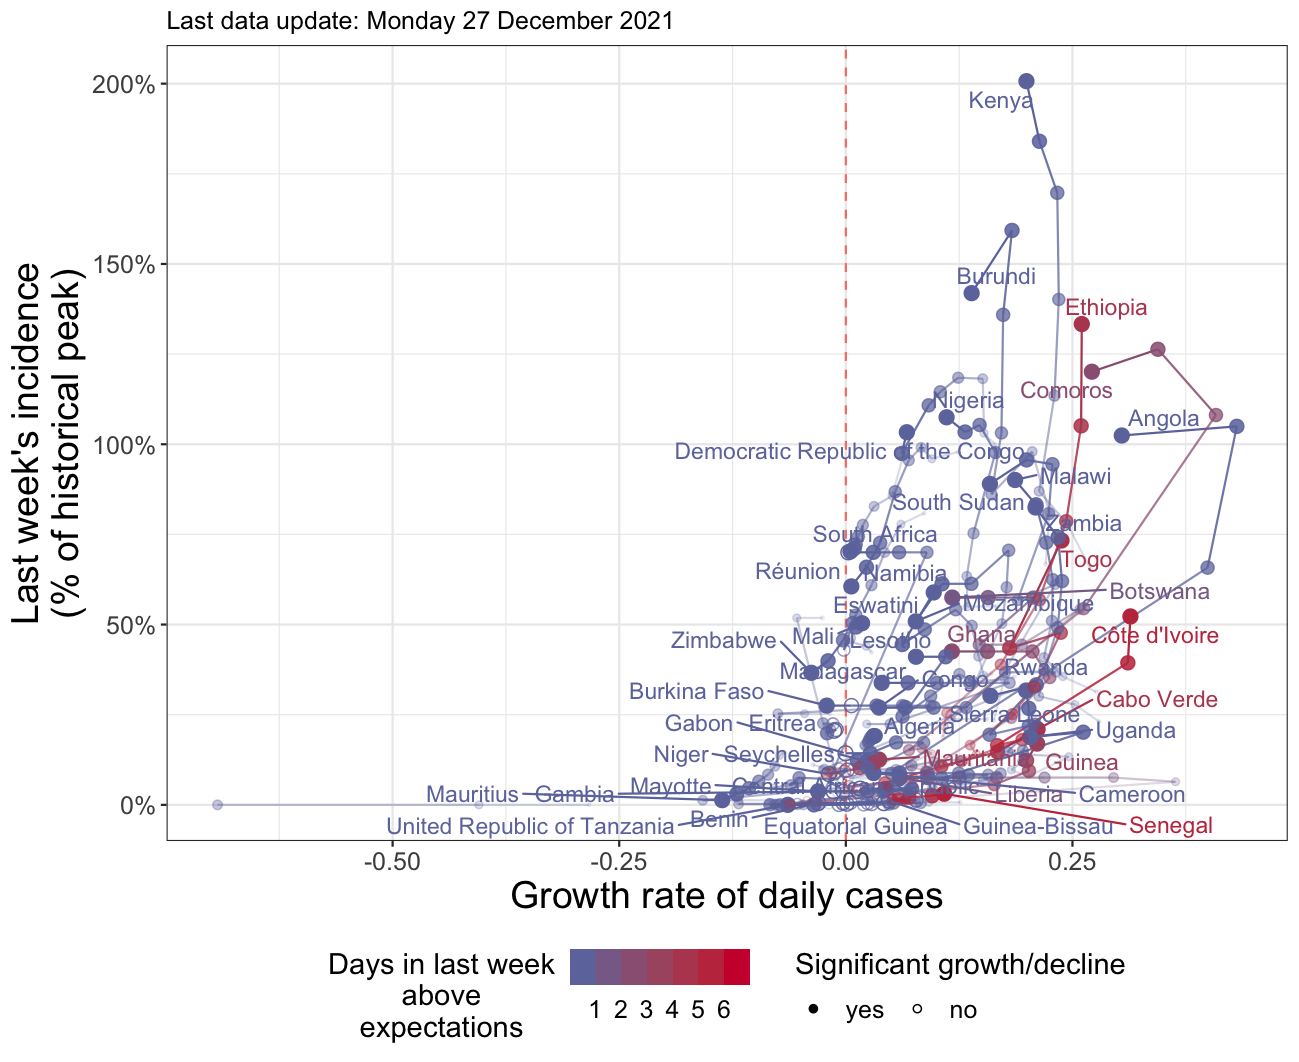 Last data update: Monday 27 December 2021
Last week's incidence
(% of historical peak)
200%
150%
100%
50%
0%
Kenya
Burundi
Ethiopia
Comoros
Nigeria
Angola
Democratic Republic of the Congo
Malawi
South Sudan
Zambia
South Africa
Togo
Réunion
Namibia
Botswana
Eswatini
Mozambique
Côte d'Ivoire
Zimbabwe
Mali
Lesotho
Ghana
Madagascar
Congo
Rwanda
Burkina Faso
Cabo Verde
Gabon
Eritrea
Algeria
Sierra Leone
Uganda
Niger
Seychelles
Mauritania
Guinea
Mauritius
Gambia
Mayotte
Central African Republic
Liberia
Cameroon
United Republic of Tanzania
Benin
Equatorial Guinea
Guinea-Bissau
Senegal
-0.50
-0.25
0.00
0.25
Growth rate of daily cases
Days in last week
above
expectations
1 2 3 4 5 6
Significant growth/decline
yes
no